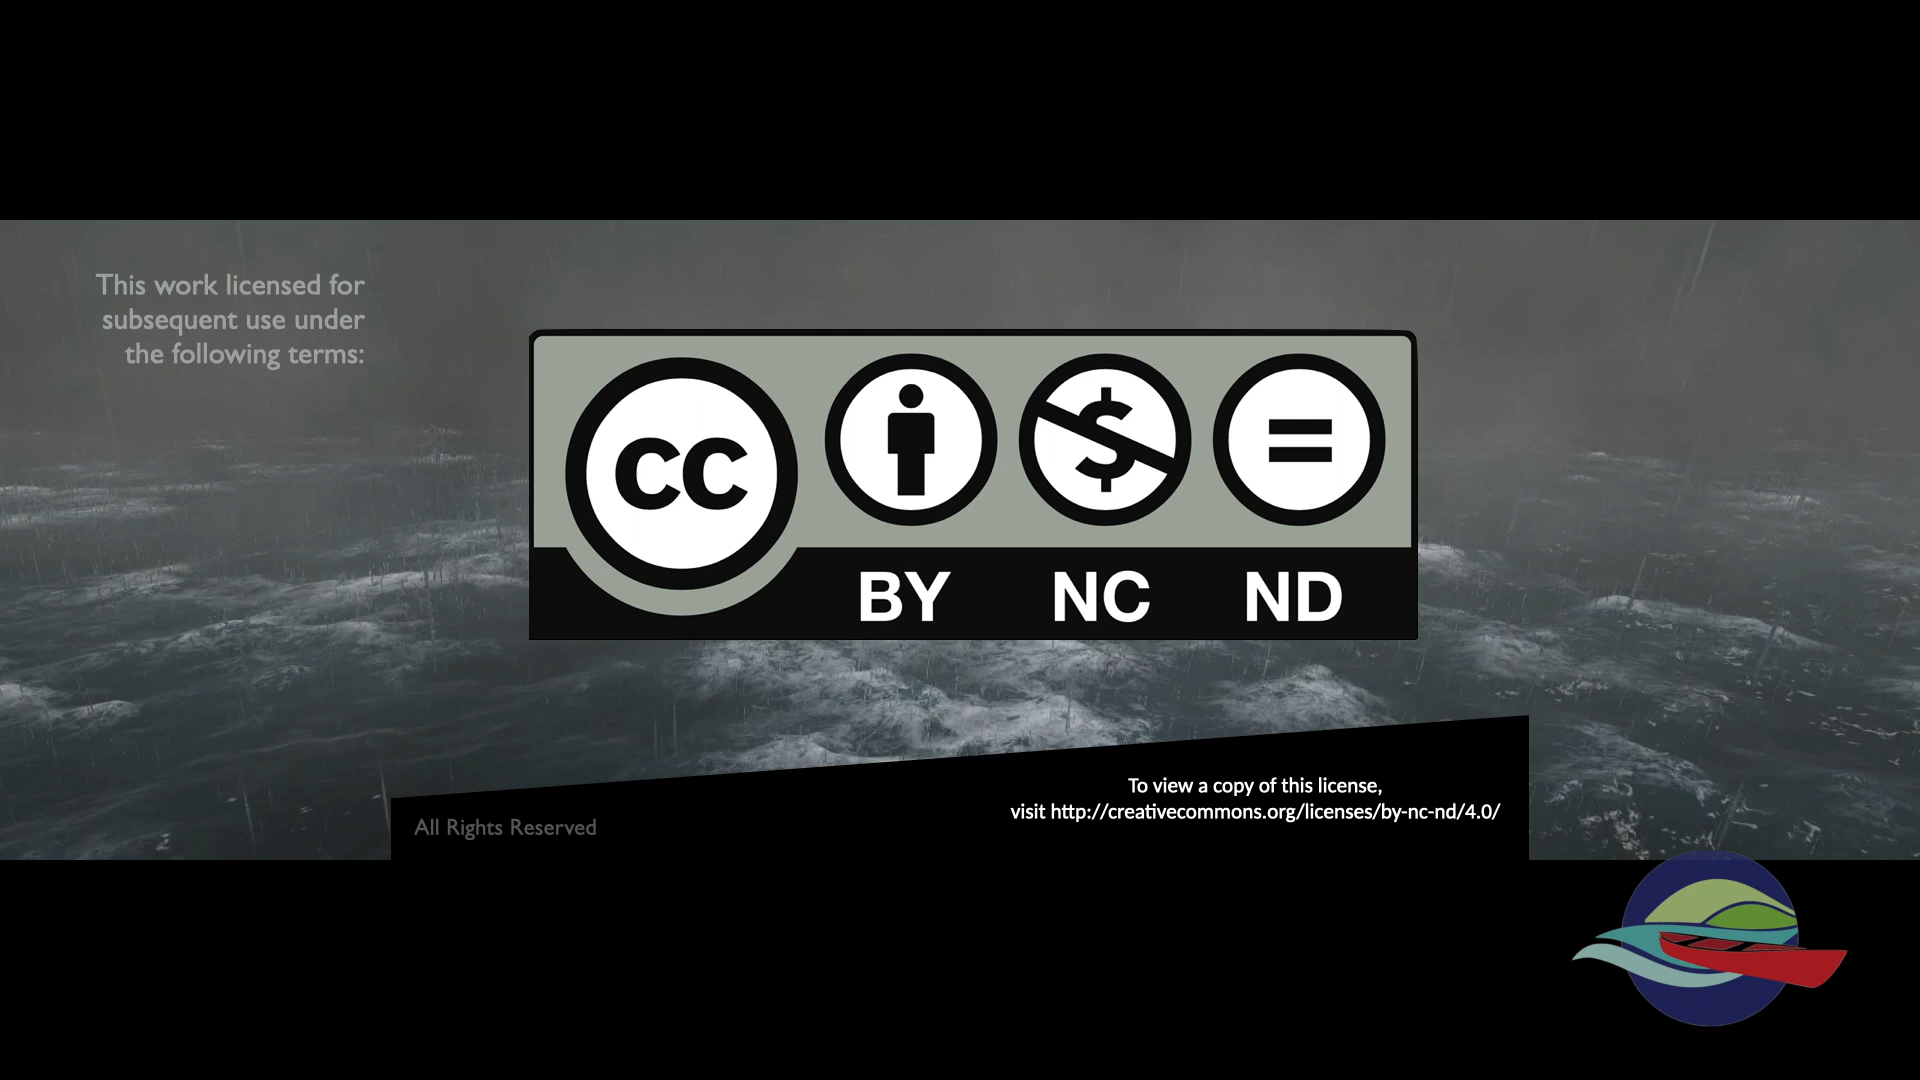 This work licensed for
subsequent use under
the following terms:
cc
BY NC ND
All Rights Reserved
To view a copy of this license,
visit http://creativecommons.org/licenses/by-nc-nd/4.0/